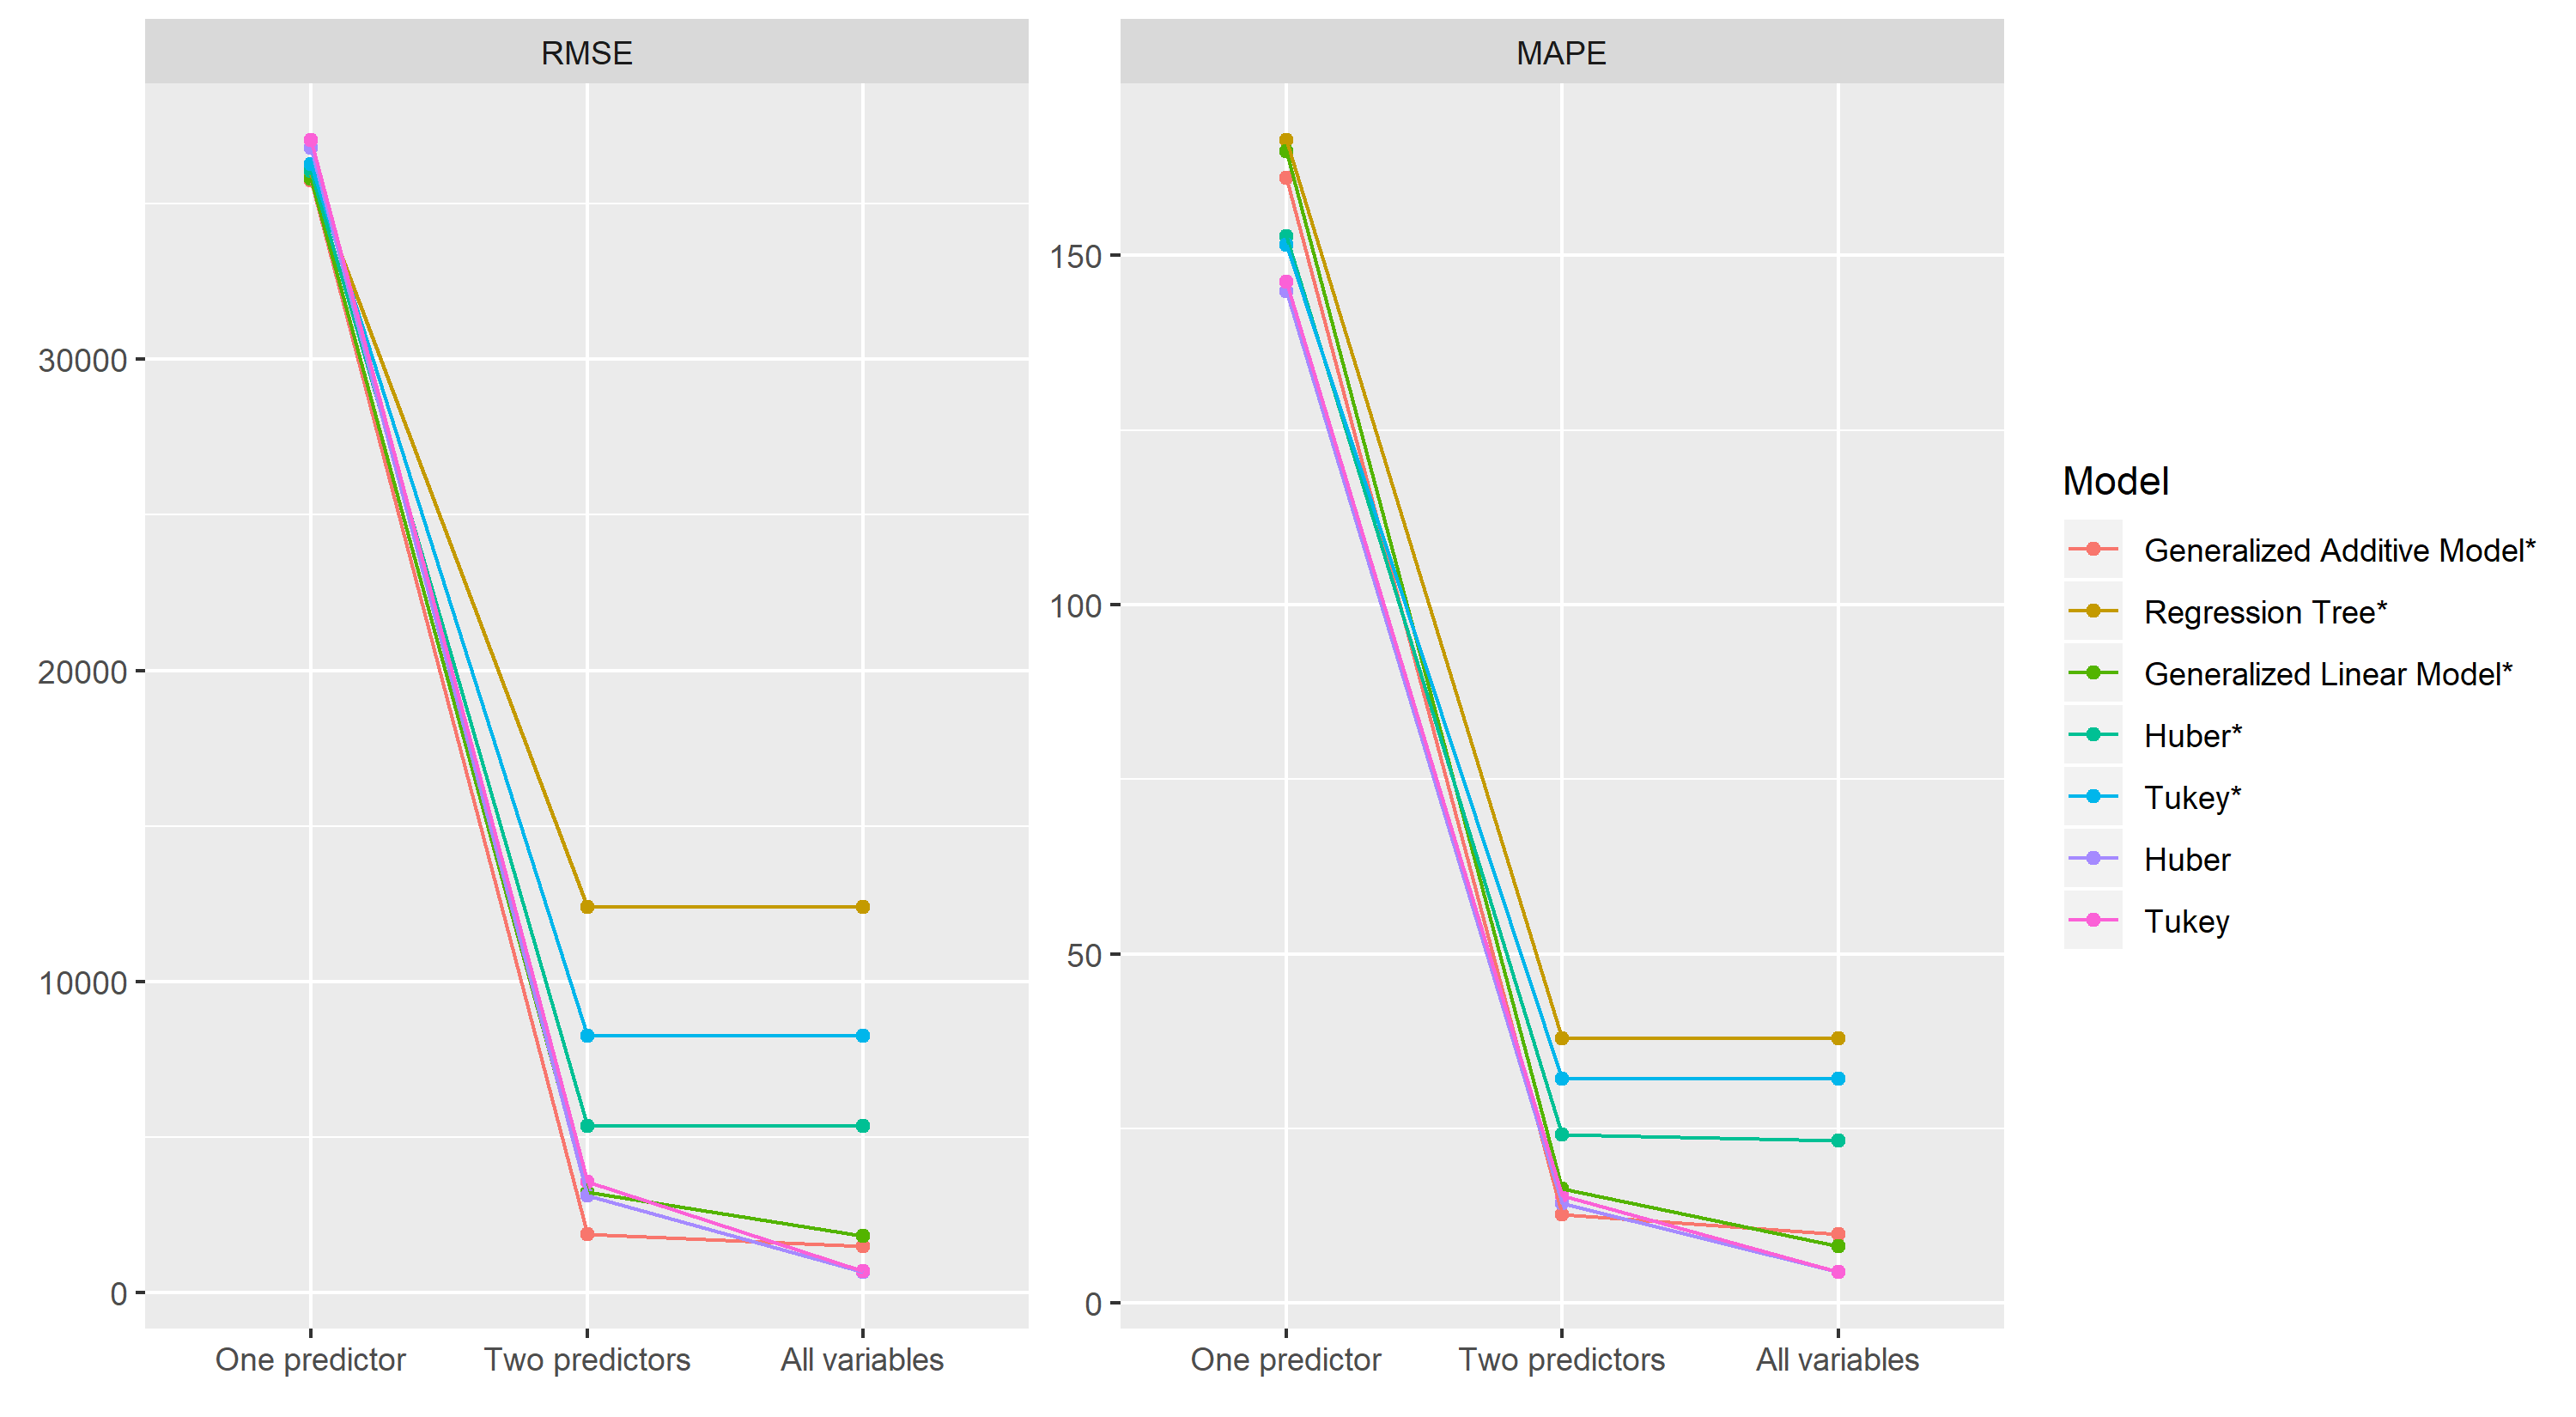 RMSE
MAPE
30000
20000
10000
0
150
100
50
0
One predictor
Two predictors
All variables
One predictor
Two predictors
All variables
Model
Generalized Additive Model*
Regression Tree*
Generalized Linear Model*
Huber*
Tukey*
Huber
Tukey